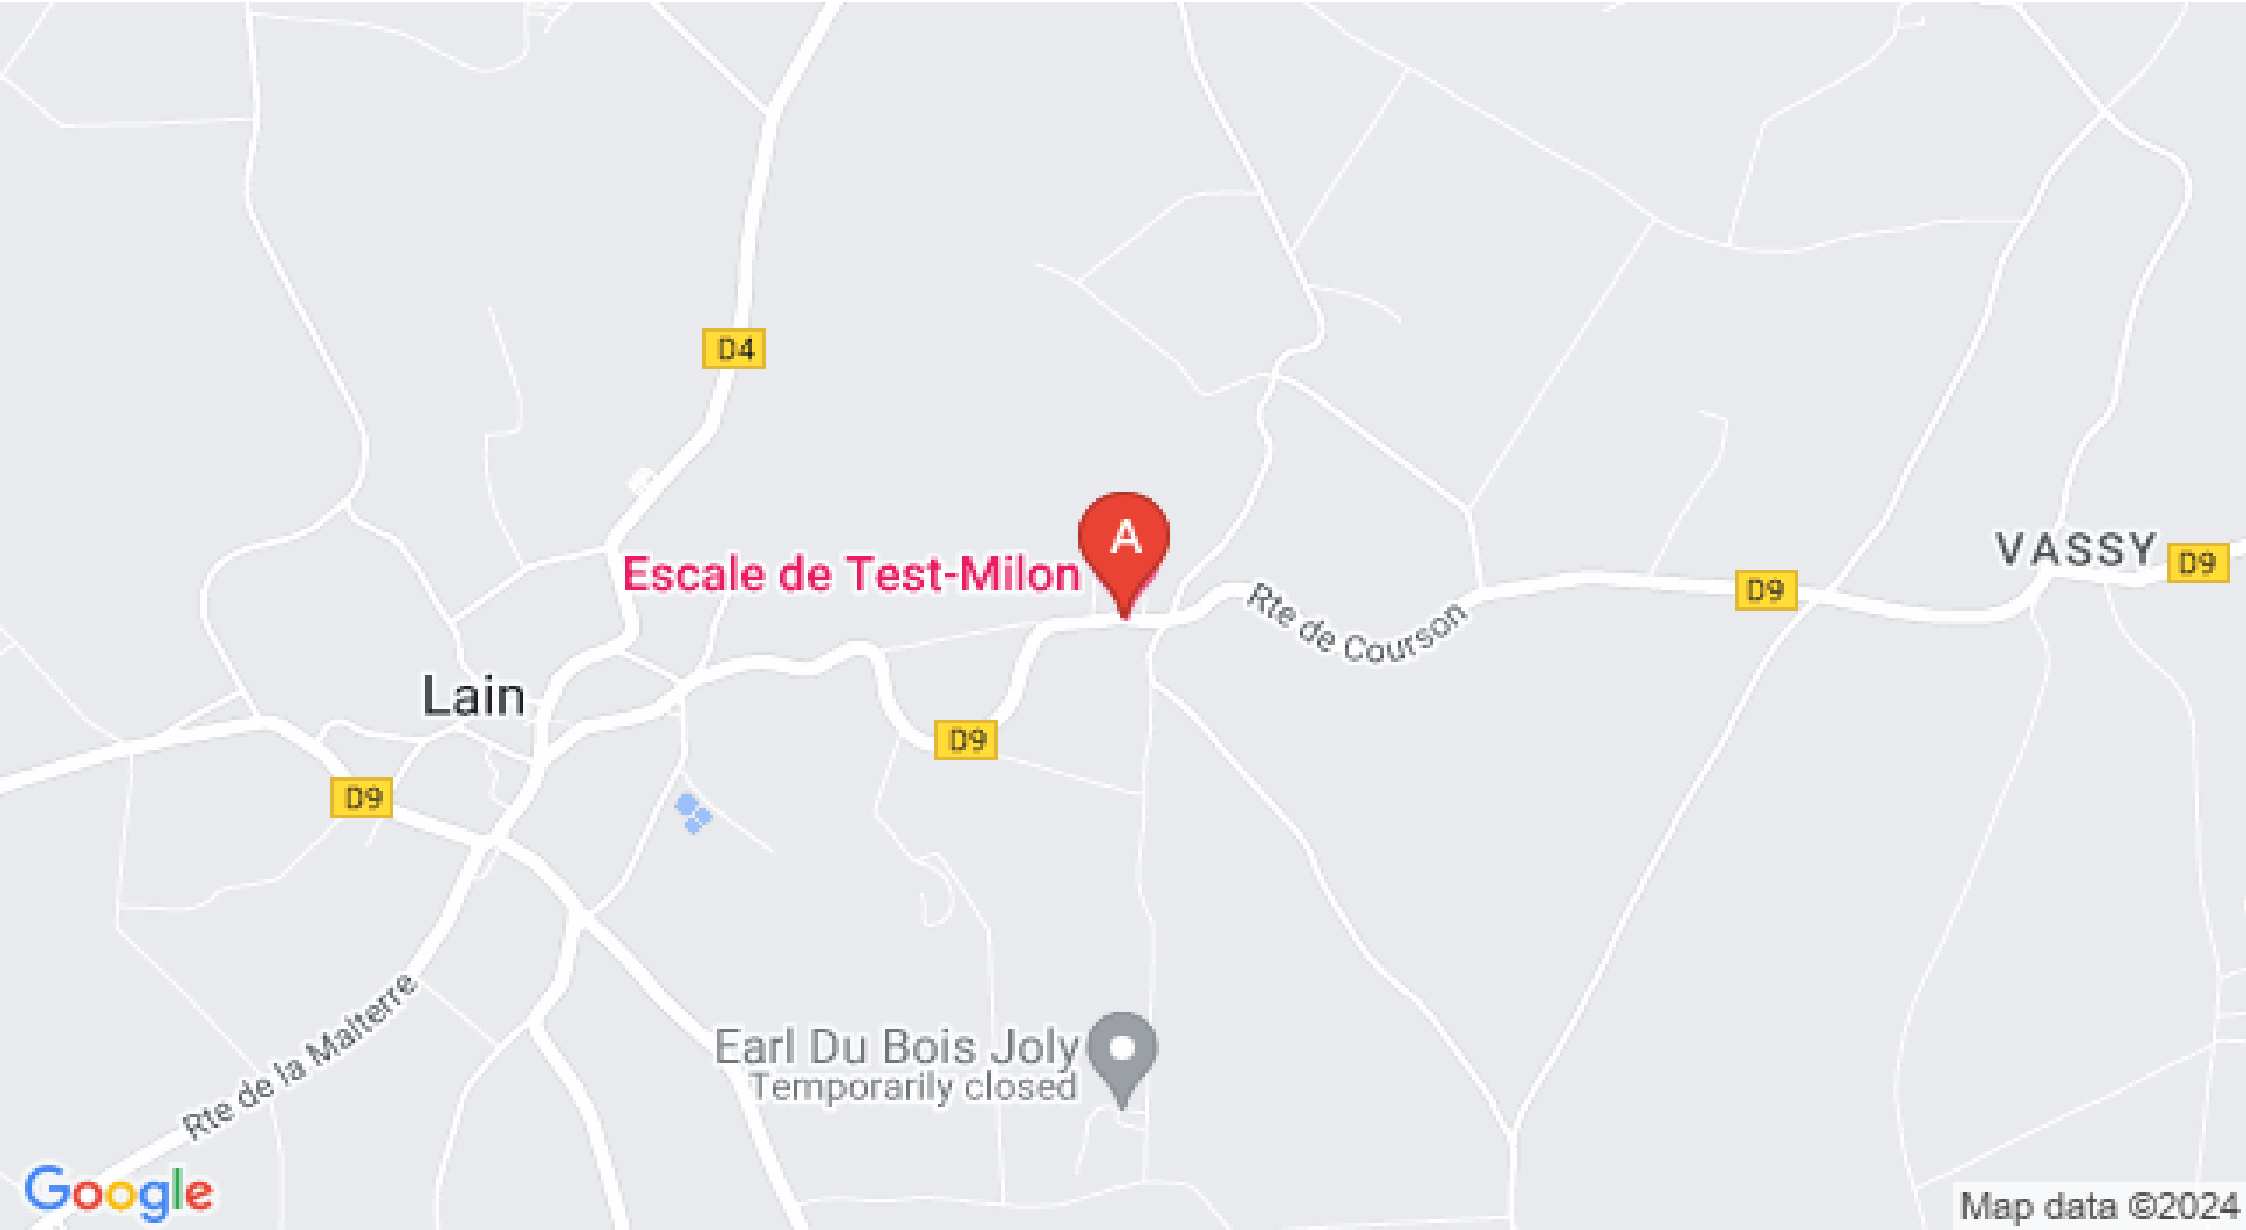 D4
A
Escale de Test-Milon
VASSY
D9
D9
Rte de Courson
Lain
D9
D9
Rte de la Malterre
Earl Du Bois Joly
Temporarily closed
Google
Map data ©2024